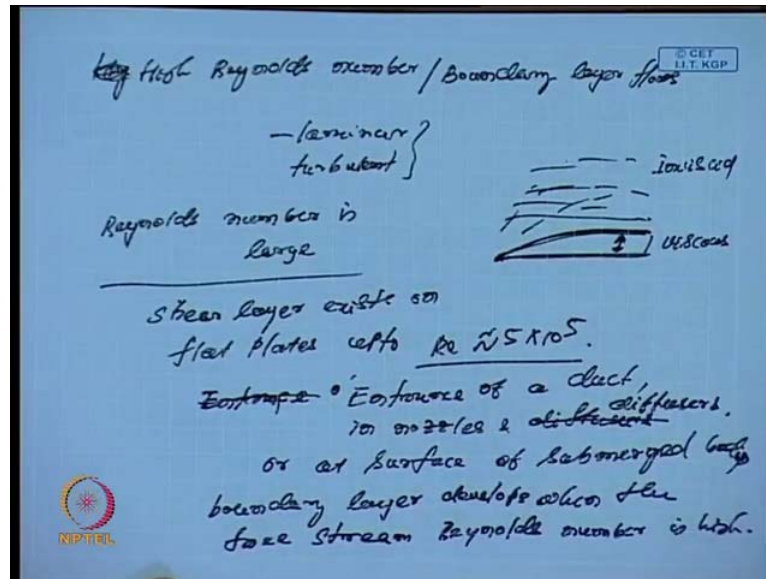 High Reynolds number / Boundary layer flows
© CET
I.I.T. KGP
- laminar
turbulent
inviscid
Reynolds number is
large
viscous
Shear layer exists on
flat plates upto Re ≈ 5 × 10⁵.
Entrance of a duct,
in nozzles & diffusers.
or at surface of submerged body
boundary layer develops when the
free stream Reynolds number is high.
NPTEL